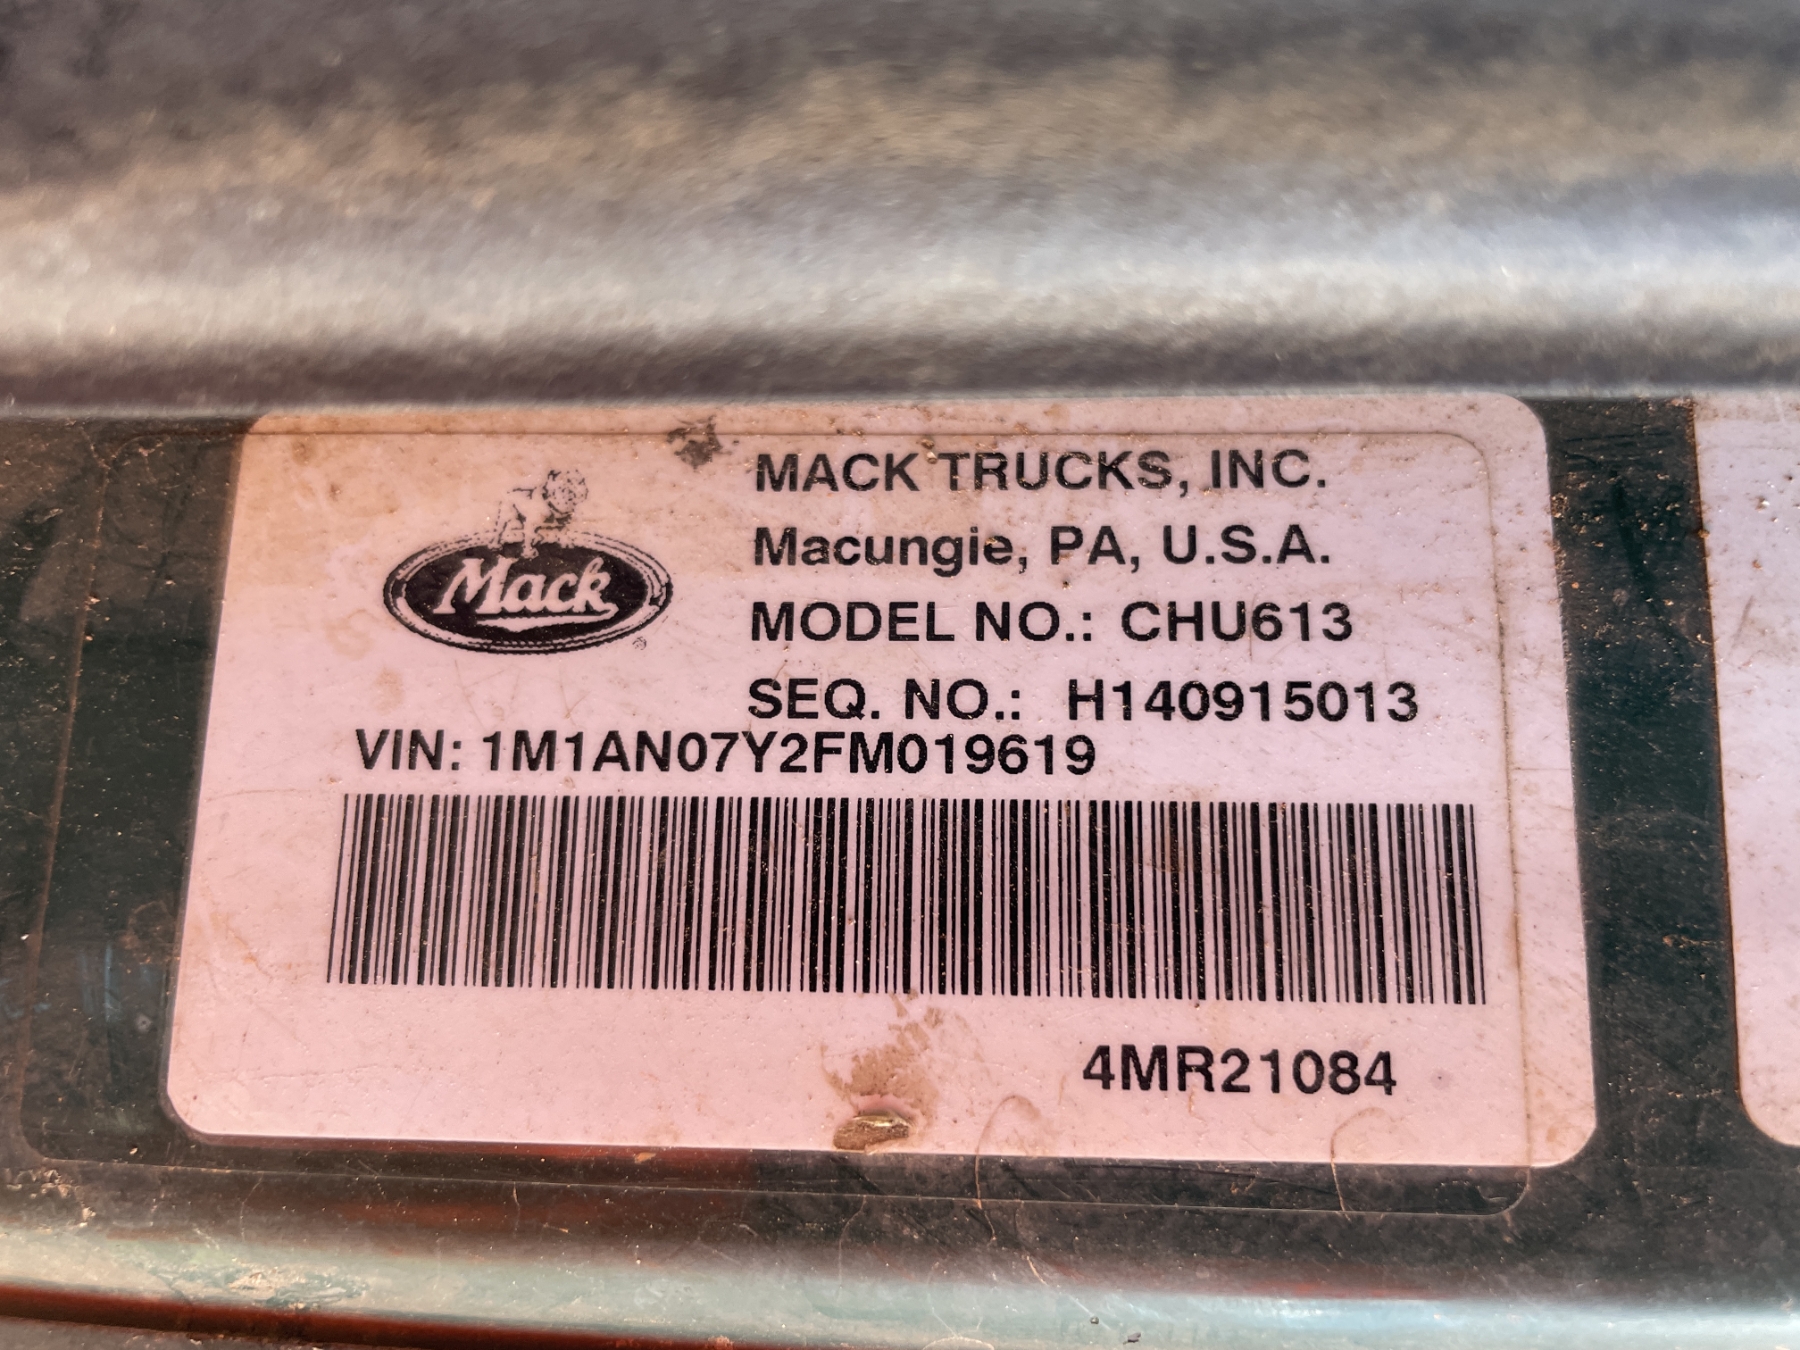 Mack
®
MACK TRUCKS, INC.
Macungie, PA, U.S.A.
MODEL NO.: CHU613
SEQ. NO.: H140915013
VIN: 1M1AN07Y2FM019619
4MR21084